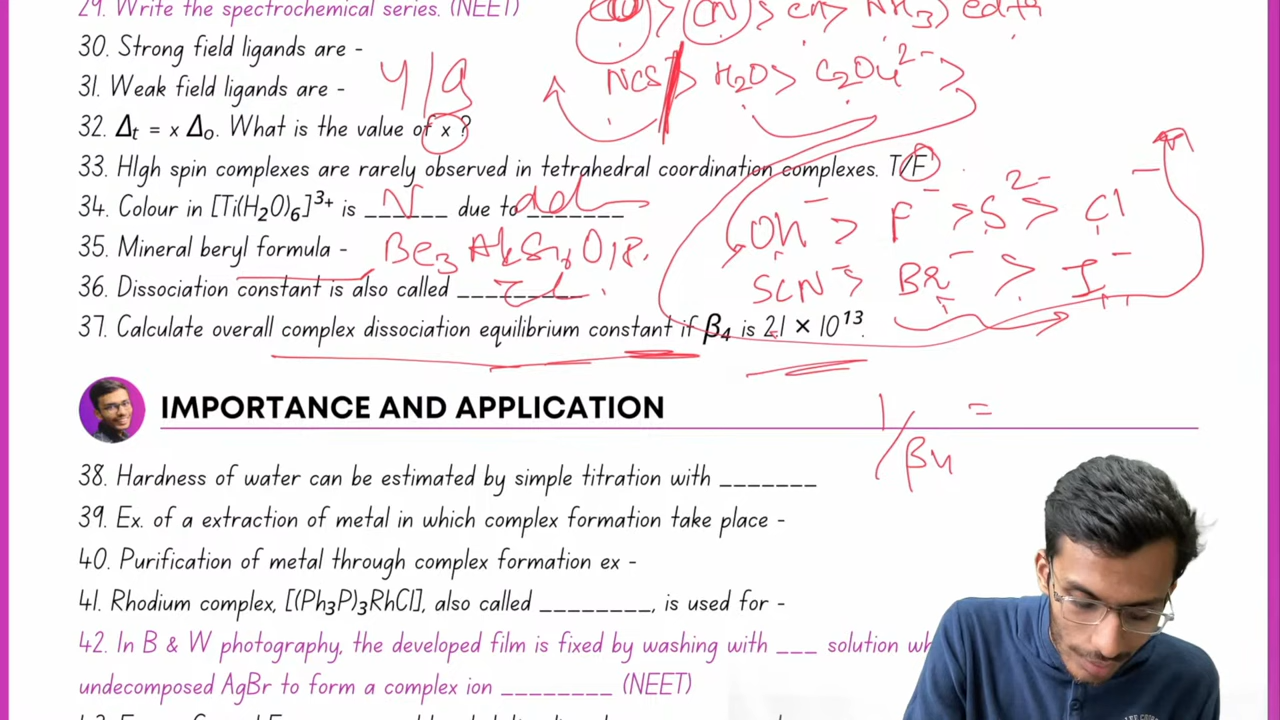 29. Write the spectrochemical series. (NEET)
CO > CN > en > NH3 > edta
30. Strong field ligands are -
NCS > H2O > C2O4 2- >
31. Weak field ligands are -
4/9
32. Δt = x Δo. What is the value of x ?
33. HIgh spin complexes are rarely observed in tetrahedral coordination complexes. T/F
34. Colour in [Ti(H2O)6]3+ is ______ due to _______
OH- > F- > S2- > Cl-
35. Mineral beryl formula -
SCN- > Br- > I-
36. Dissociation constant is also called _________
37. Calculate overall complex dissociation equilibrium constant if β4 is 2.1 × 10^13.
IMPORTANCE AND APPLICATION
1/β4 =
38. Hardness of water can be estimated by simple titration with _______
39. Ex. of a extraction of metal in which complex formation take place -
40. Purification of metal through complex formation ex -
41. Rhodium complex, [(Ph3P)3RhCl], also called ________, is used for -
42. In B & W photography, the developed film is fixed by washing with ___ solution wh
undecomposed AgBr to form a complex ion ________ (NEET)